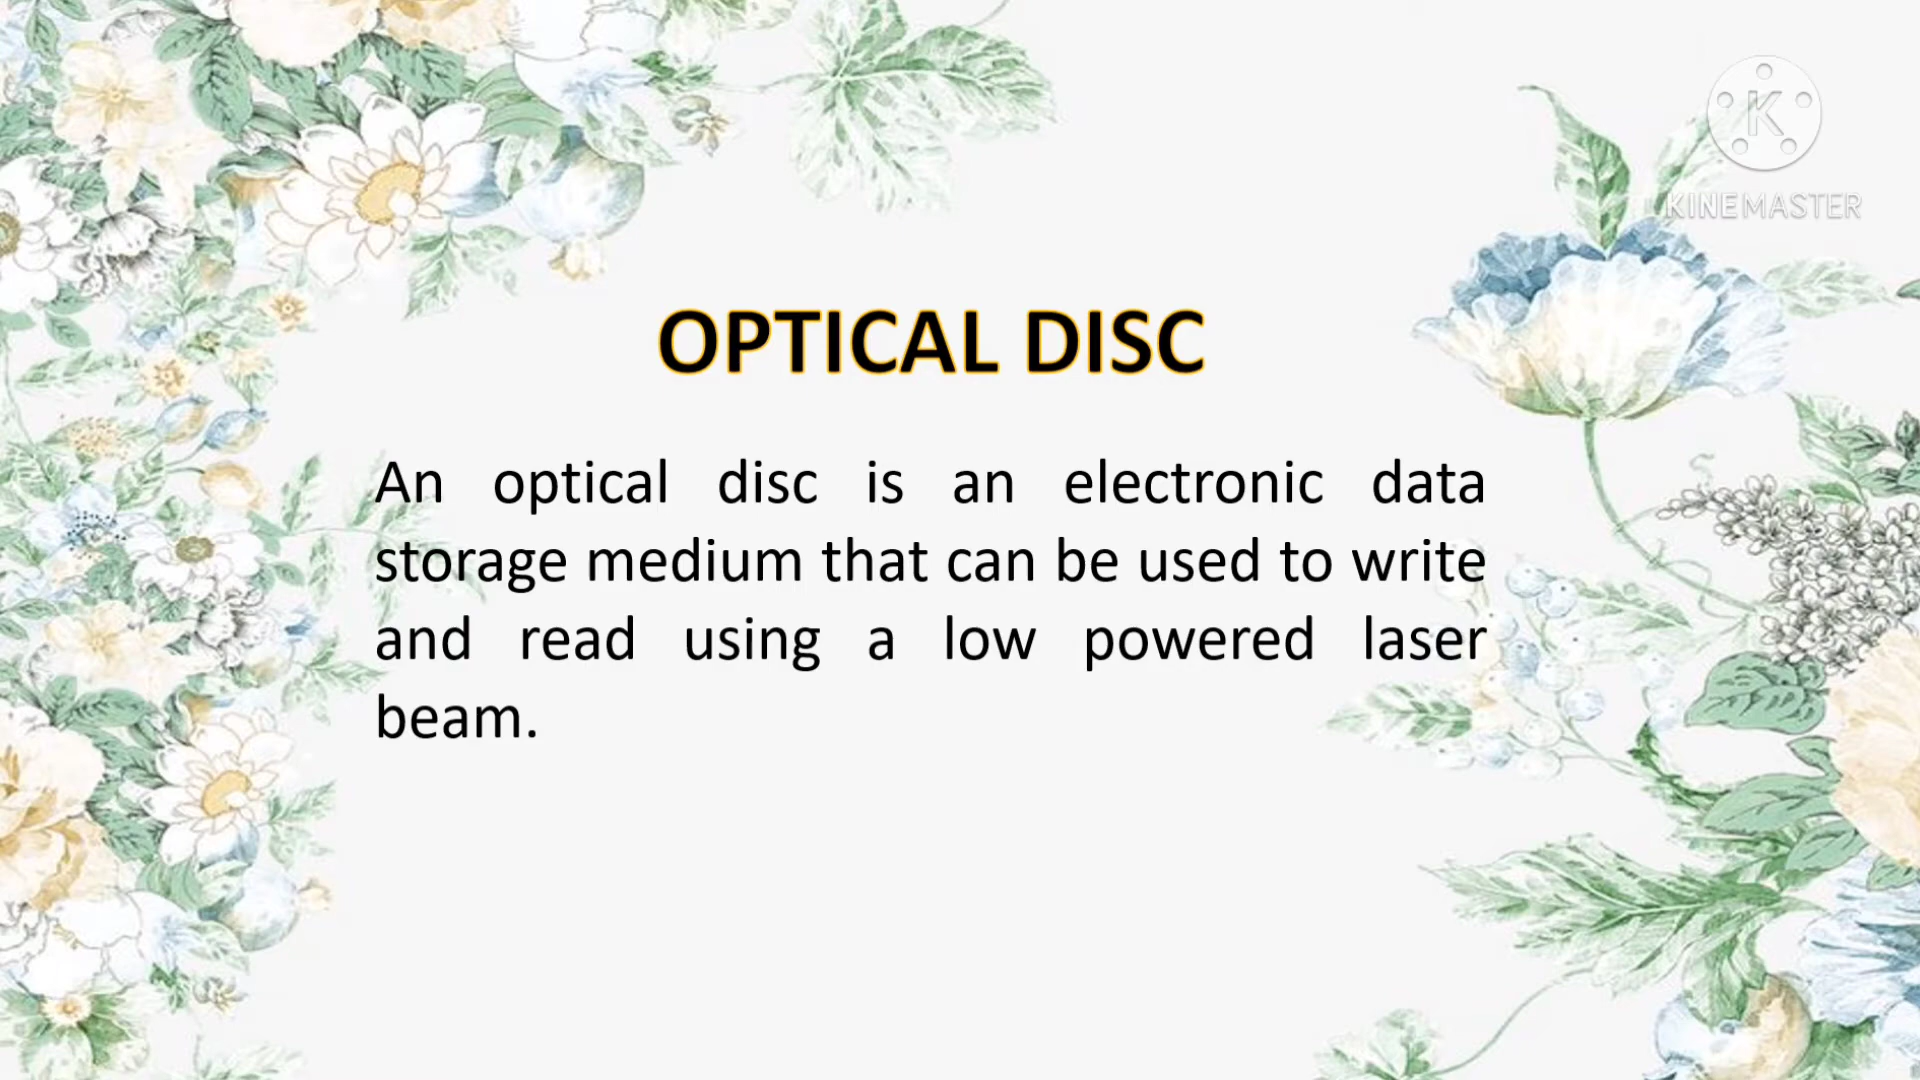 K
KINEMASTER
OPTICAL DISC
An optical disc is an electronic data
storage medium that can be used to write
and read using a low powered laser
beam.